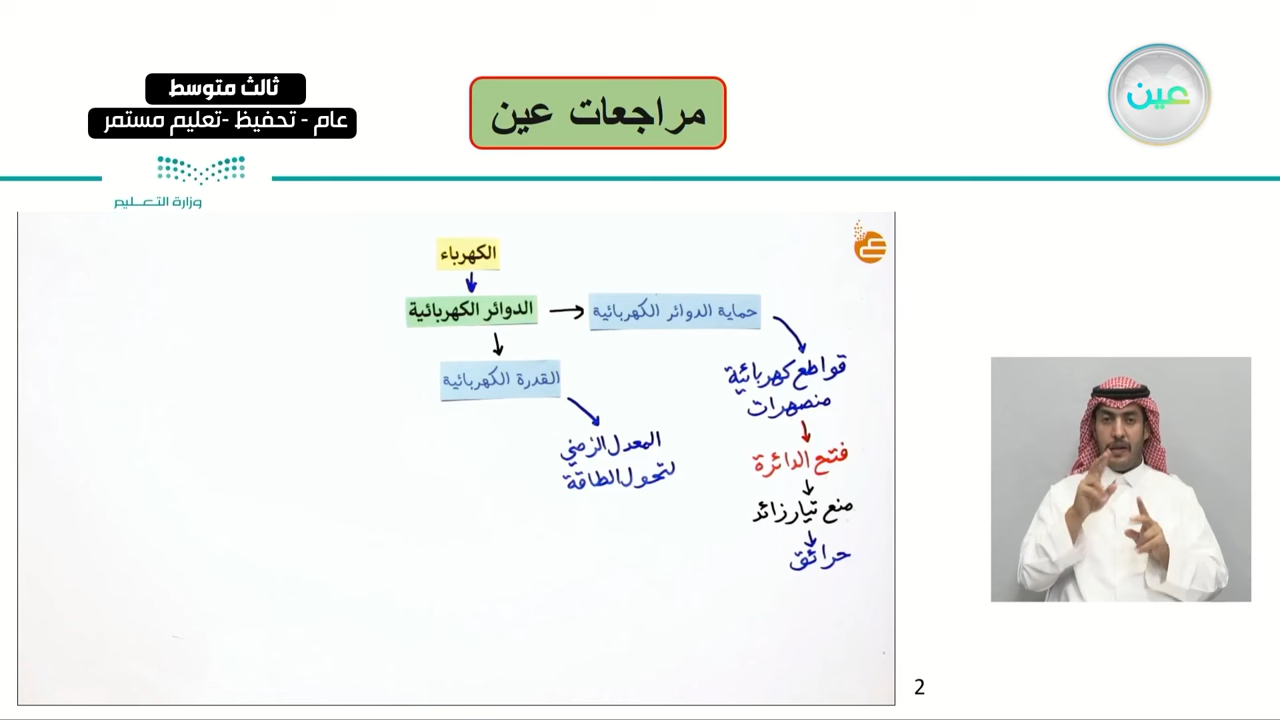 ثالث متوسط
عام - تحفيظ -تعليم مستمر
مراجعات عين
عين
وزارة التعـــليم
الكهرباء
الدوائر الكهربائية
حماية الدوائر الكهربائية
القدرة الكهربائية
قواطع كهربائية
منصهرات
فتح الدائرة
منع تيار زائد
حرائق
المعدل الزمني
لتحول الطاقة
2